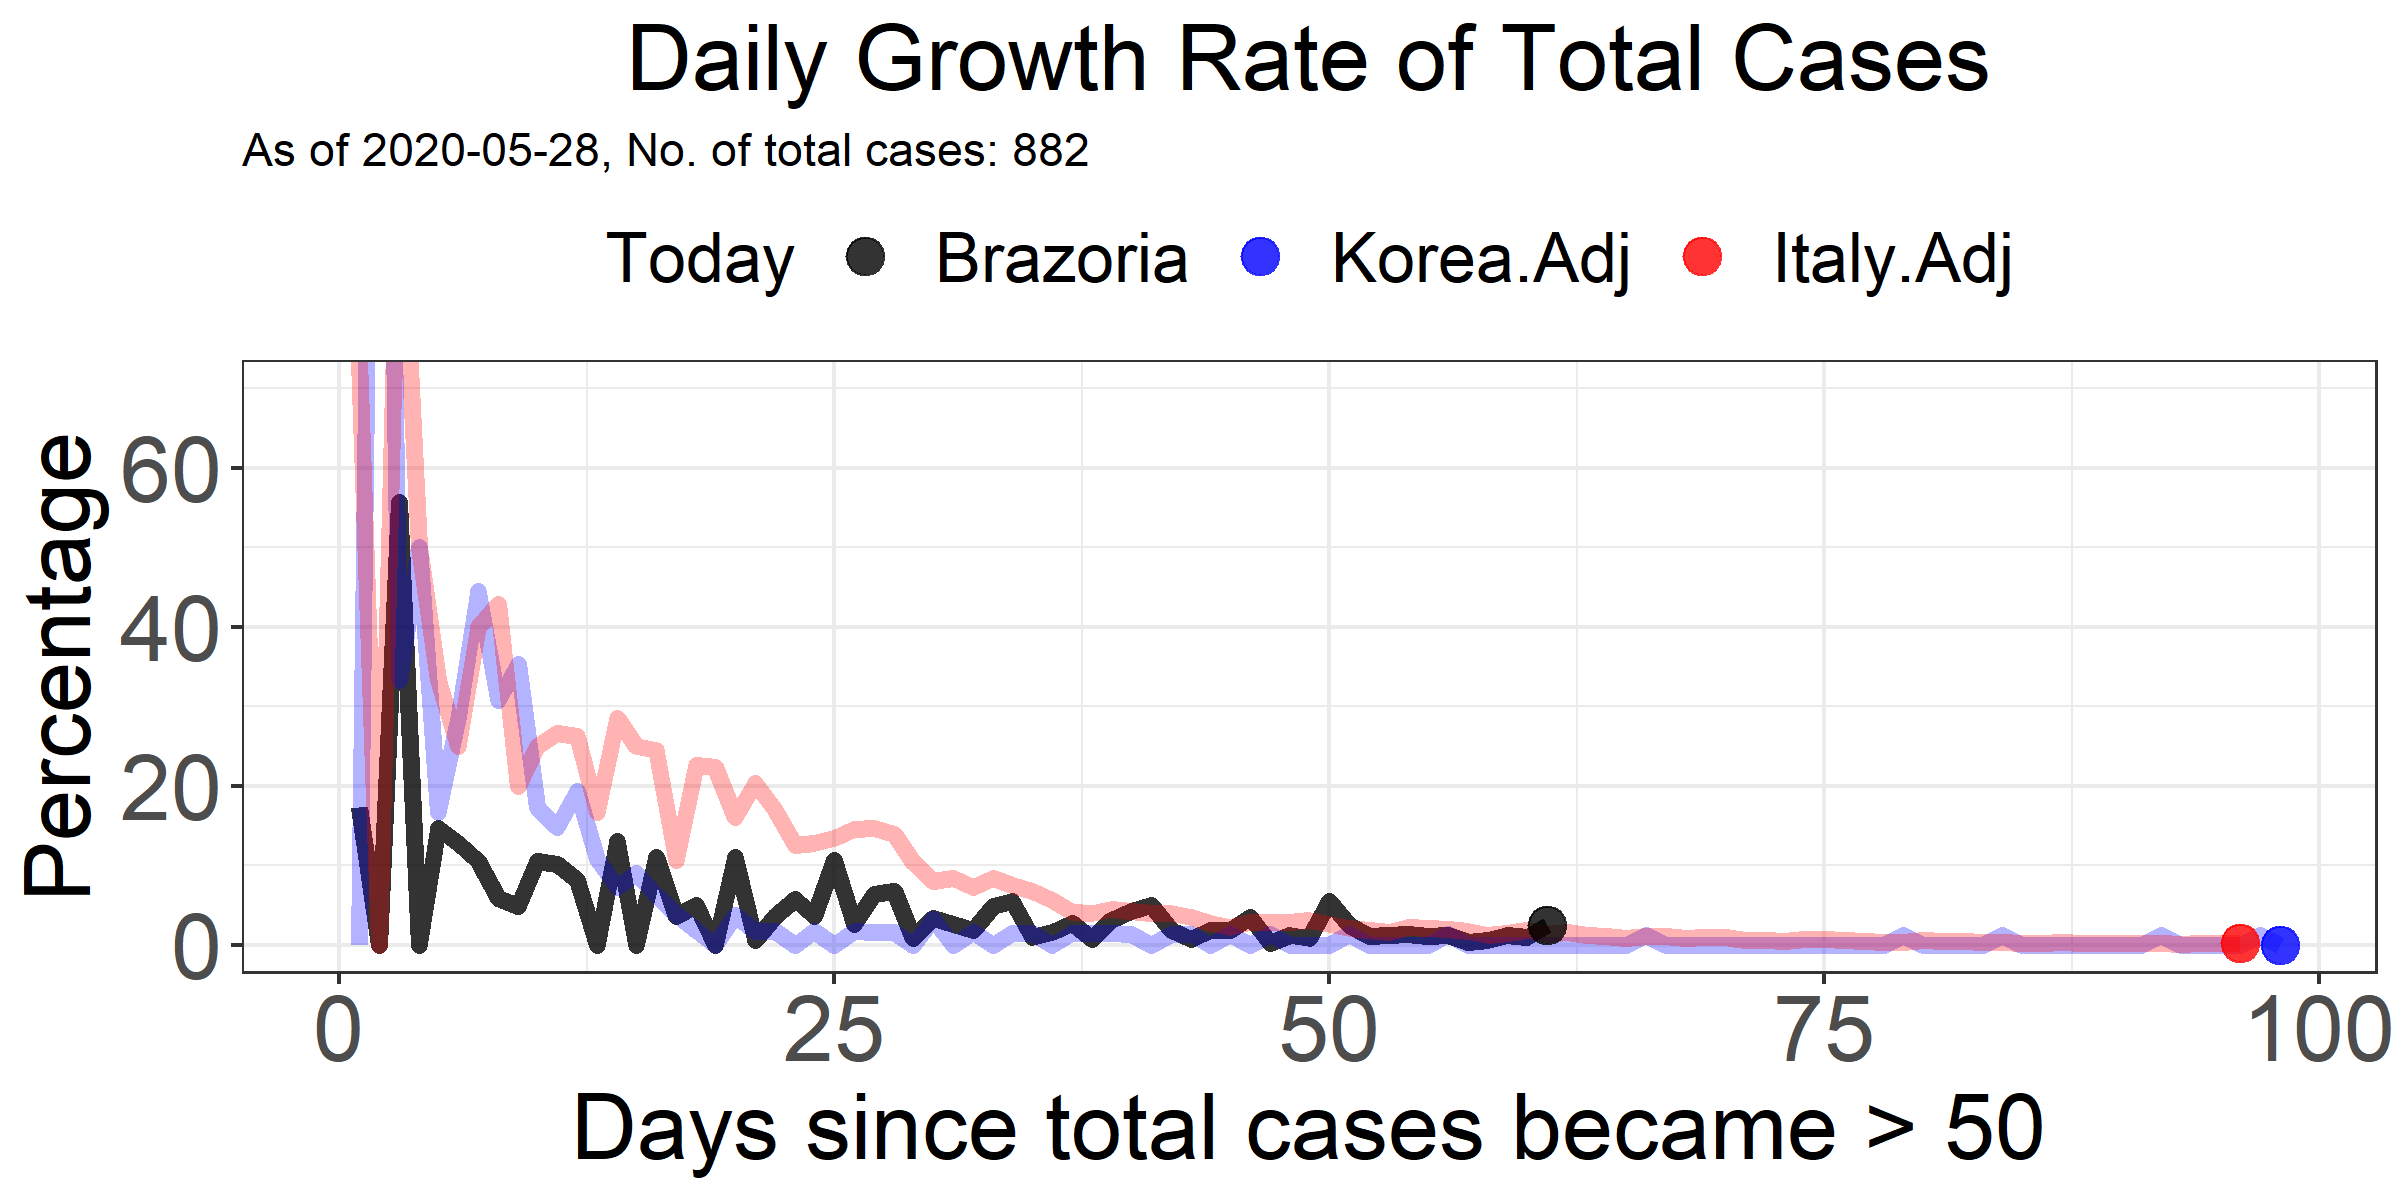 Daily Growth Rate of Total Cases
As of 2020-05-28, No. of total cases: 882
Today Brazoria Korea.Adj Italy.Adj
Percentage
60
40
20
0
0 25 50 75 100
Days since total cases became > 50